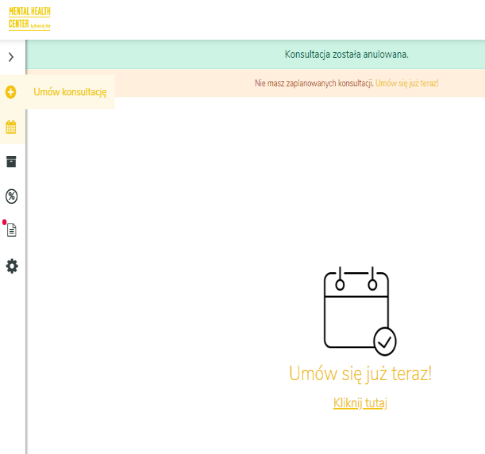 MENTAL HEALTH
CENTER
Konsultacja została anulowana.
Nie masz zaplanowanych konsultacji. Umów się już teraz!
Umów konsultację
Umów się już teraz!
Kliknij tutaj